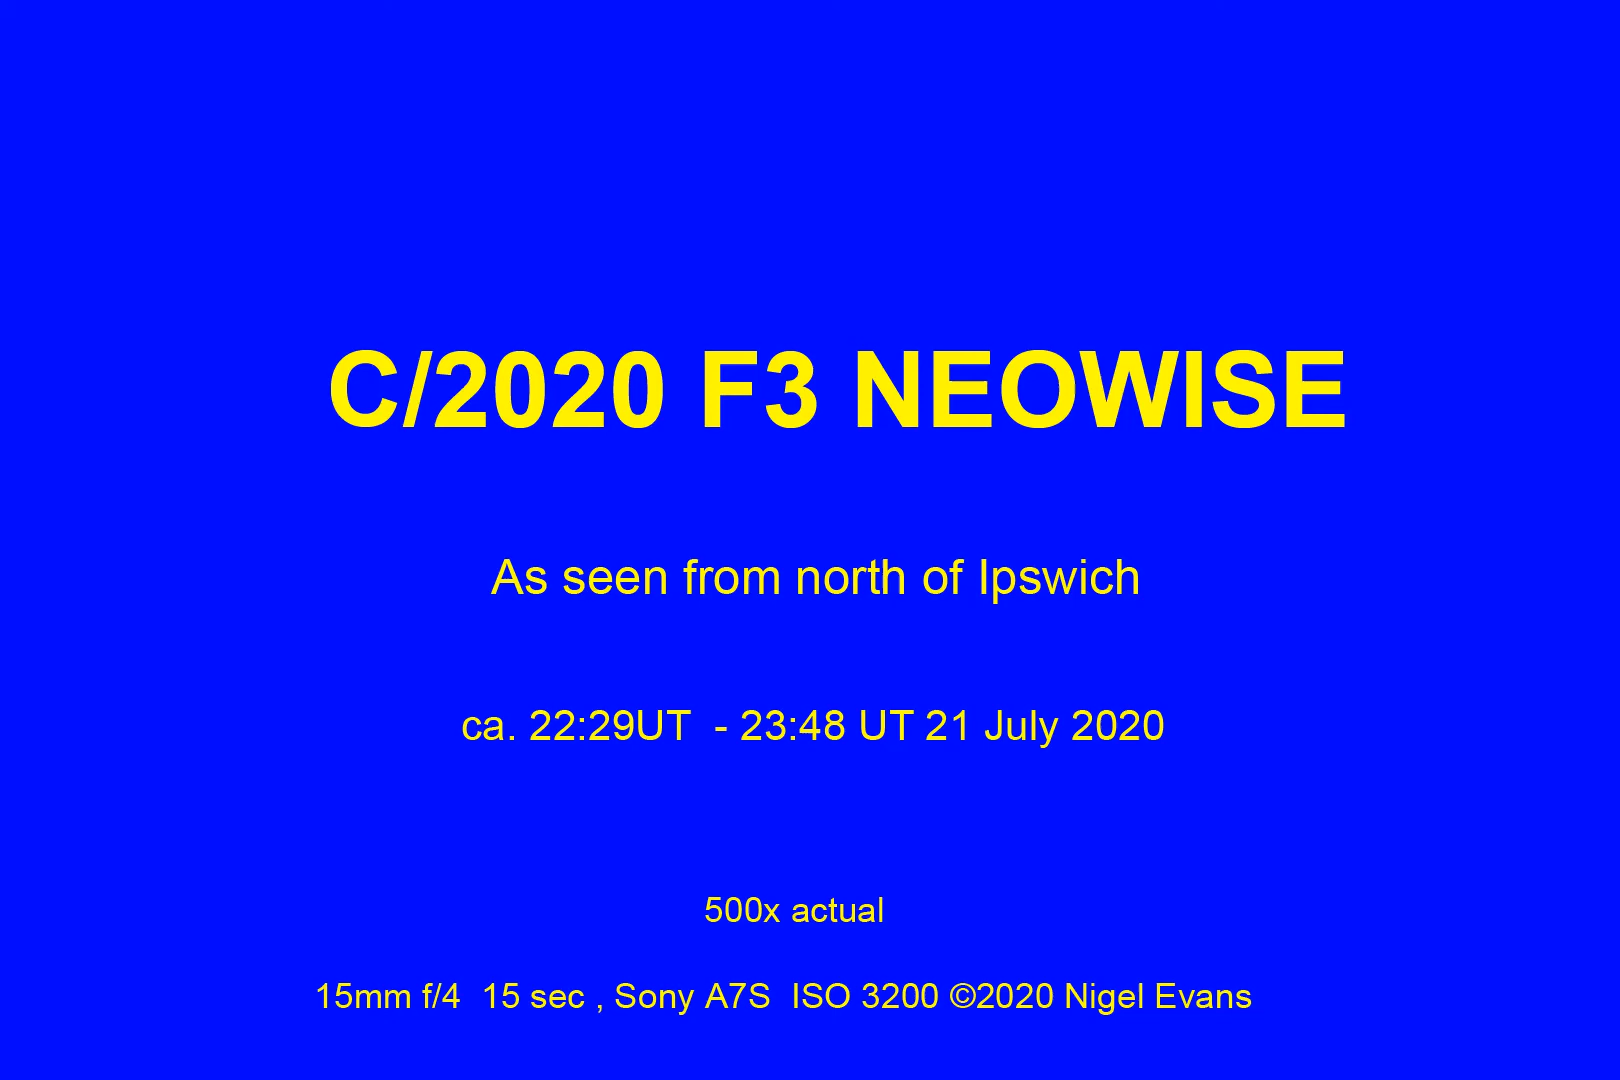 C/2020 F3 NEOWISE
As seen from north of Ipswich
ca. 22:29UT  - 23:48 UT 21 July 2020
500x actual
15mm f/4  15 sec , Sony A7S  ISO 3200 ©2020 Nigel Evans